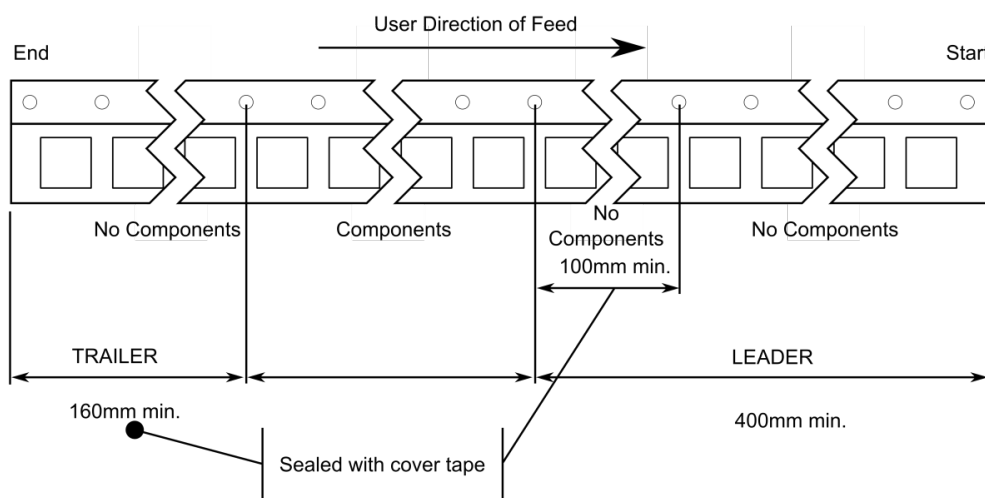 User Direction of Feed
End
Start
No Components
Components
No
Components
100mm min.
No Components
TRAILER
LEADER
160mm min.
400mm min.
Sealed with cover tape